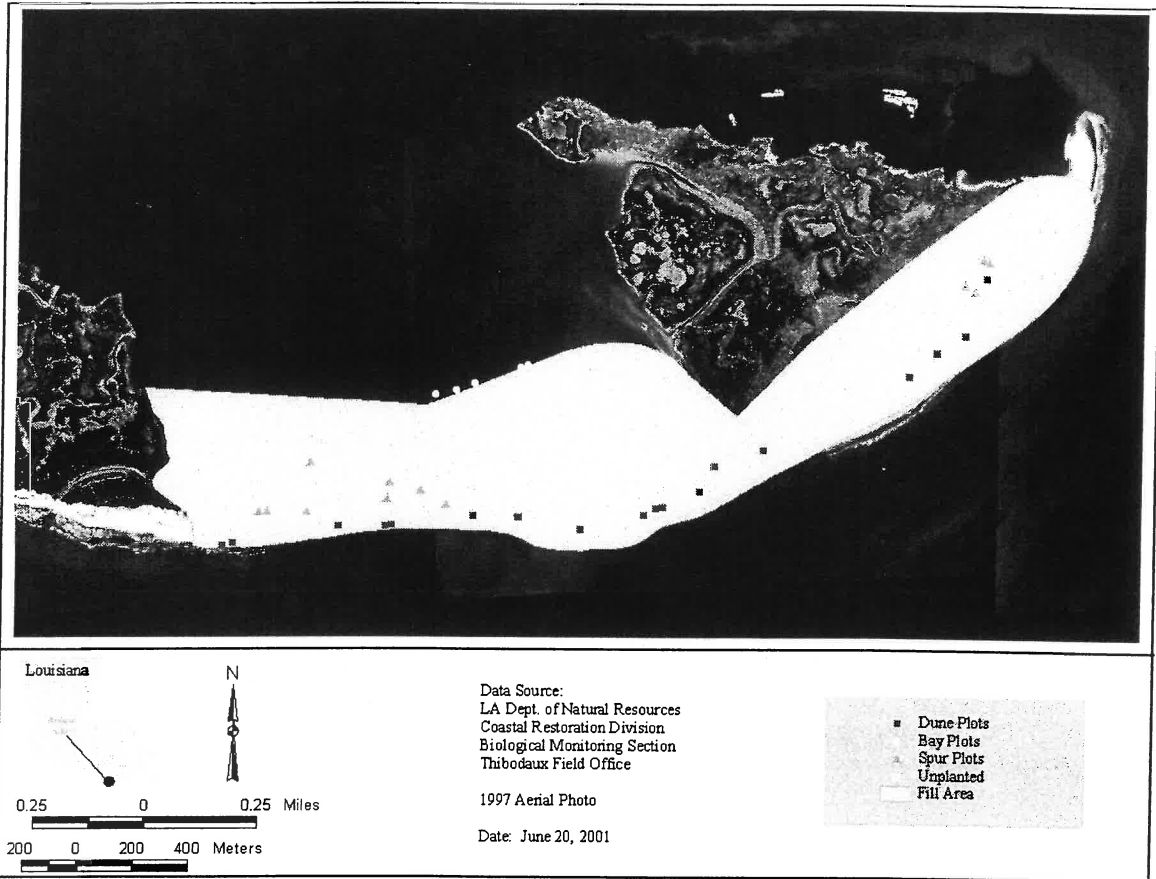 Louisiana
N
0.25 0 0.25 Miles
200 0 200 400 Meters
Data Source:
LA Dept. of Natural Resources
Coastal Restoration Division
Biological Monitoring Section
Thibodaux Field Office
1997 Aerial Photo
Date: June 20, 2001
Dune Plots
Bay Plots
Spur Plots
Unplanted
Fill Area